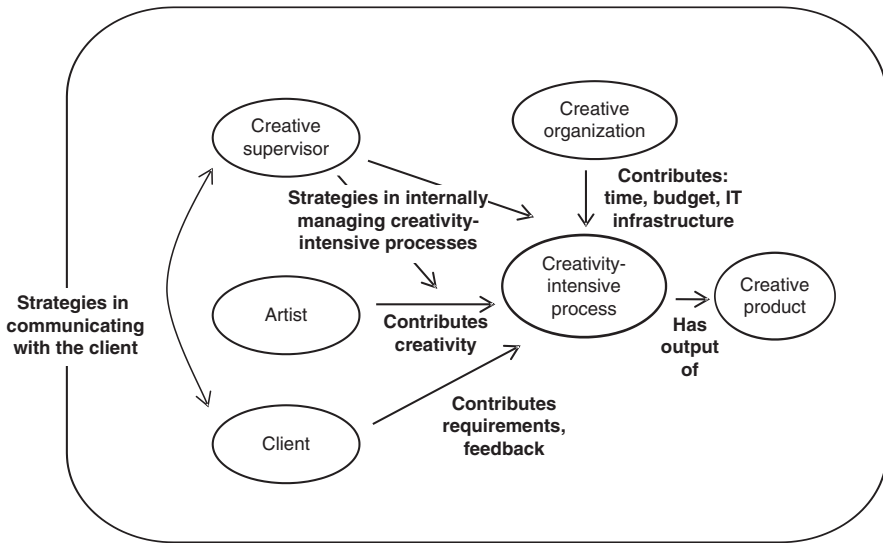 Creative
supervisor
Creative
organization
Contributes:
time, budget, IT
infrastructure
Strategies in internally
managing creativity-
intensive processes
Creativity-
intensive
process
Creative
product
Has
output
of
Artist
Contributes
creativity
Strategies in
communicating
with the client
Client
Contributes
requirements,
feedback